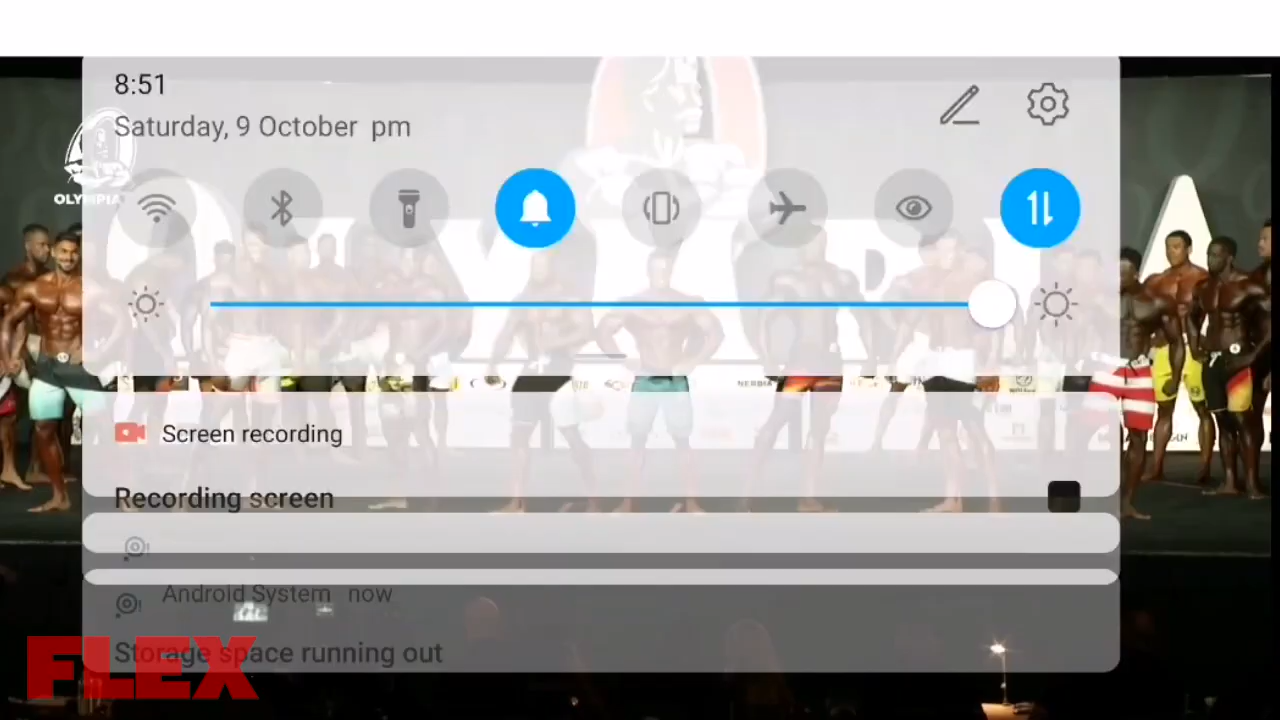 8:51
Saturday, 9 October pm
OLYMPIA
Screen recording
Recording screen
Android System now
Storage space running out
FLEX